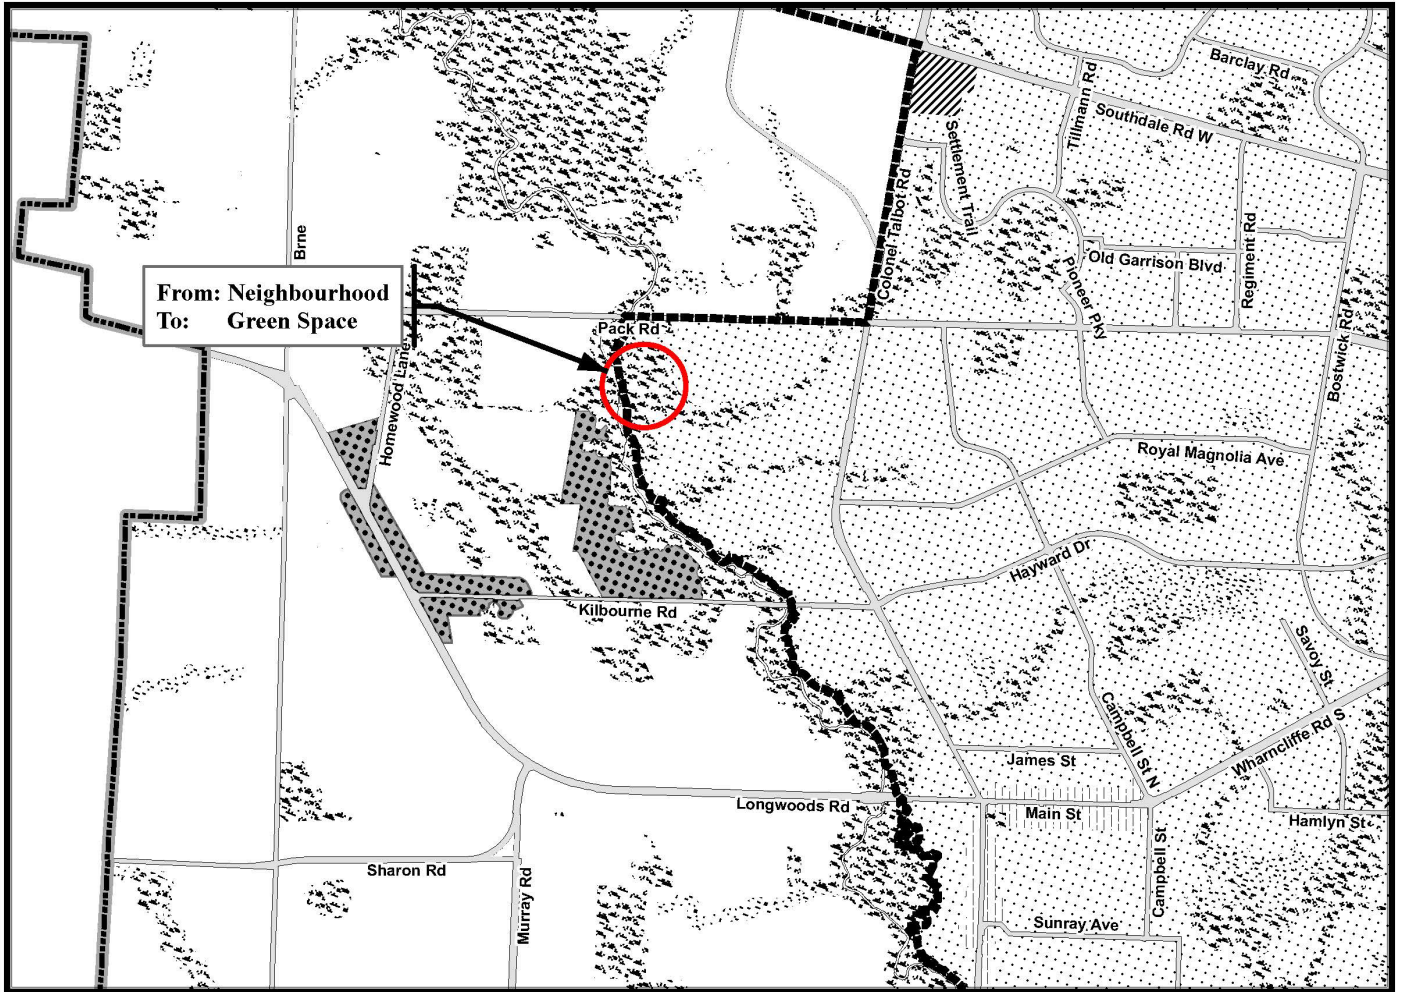 Barclay Rd
Tillmann Rd
Southdale Rd W
Settlement Trail
Colonel Talbot Rd
Regiment Rd
Brne
Old Garrison Blvd
Pioneer Pky
From: Neighbourhood
To: Green Space
Pack Rd
Bostwick Rd
Homewood Lane
Royal Magnolia Ave
Hayward Dr
Kilbourne Rd
Savoy St
Campbell St N
Wharncliffe Rd S
James St
Longwoods Rd
Main St
Hamlyn St
Sharon Rd
Murray Rd
Campbell St
Sunray Ave